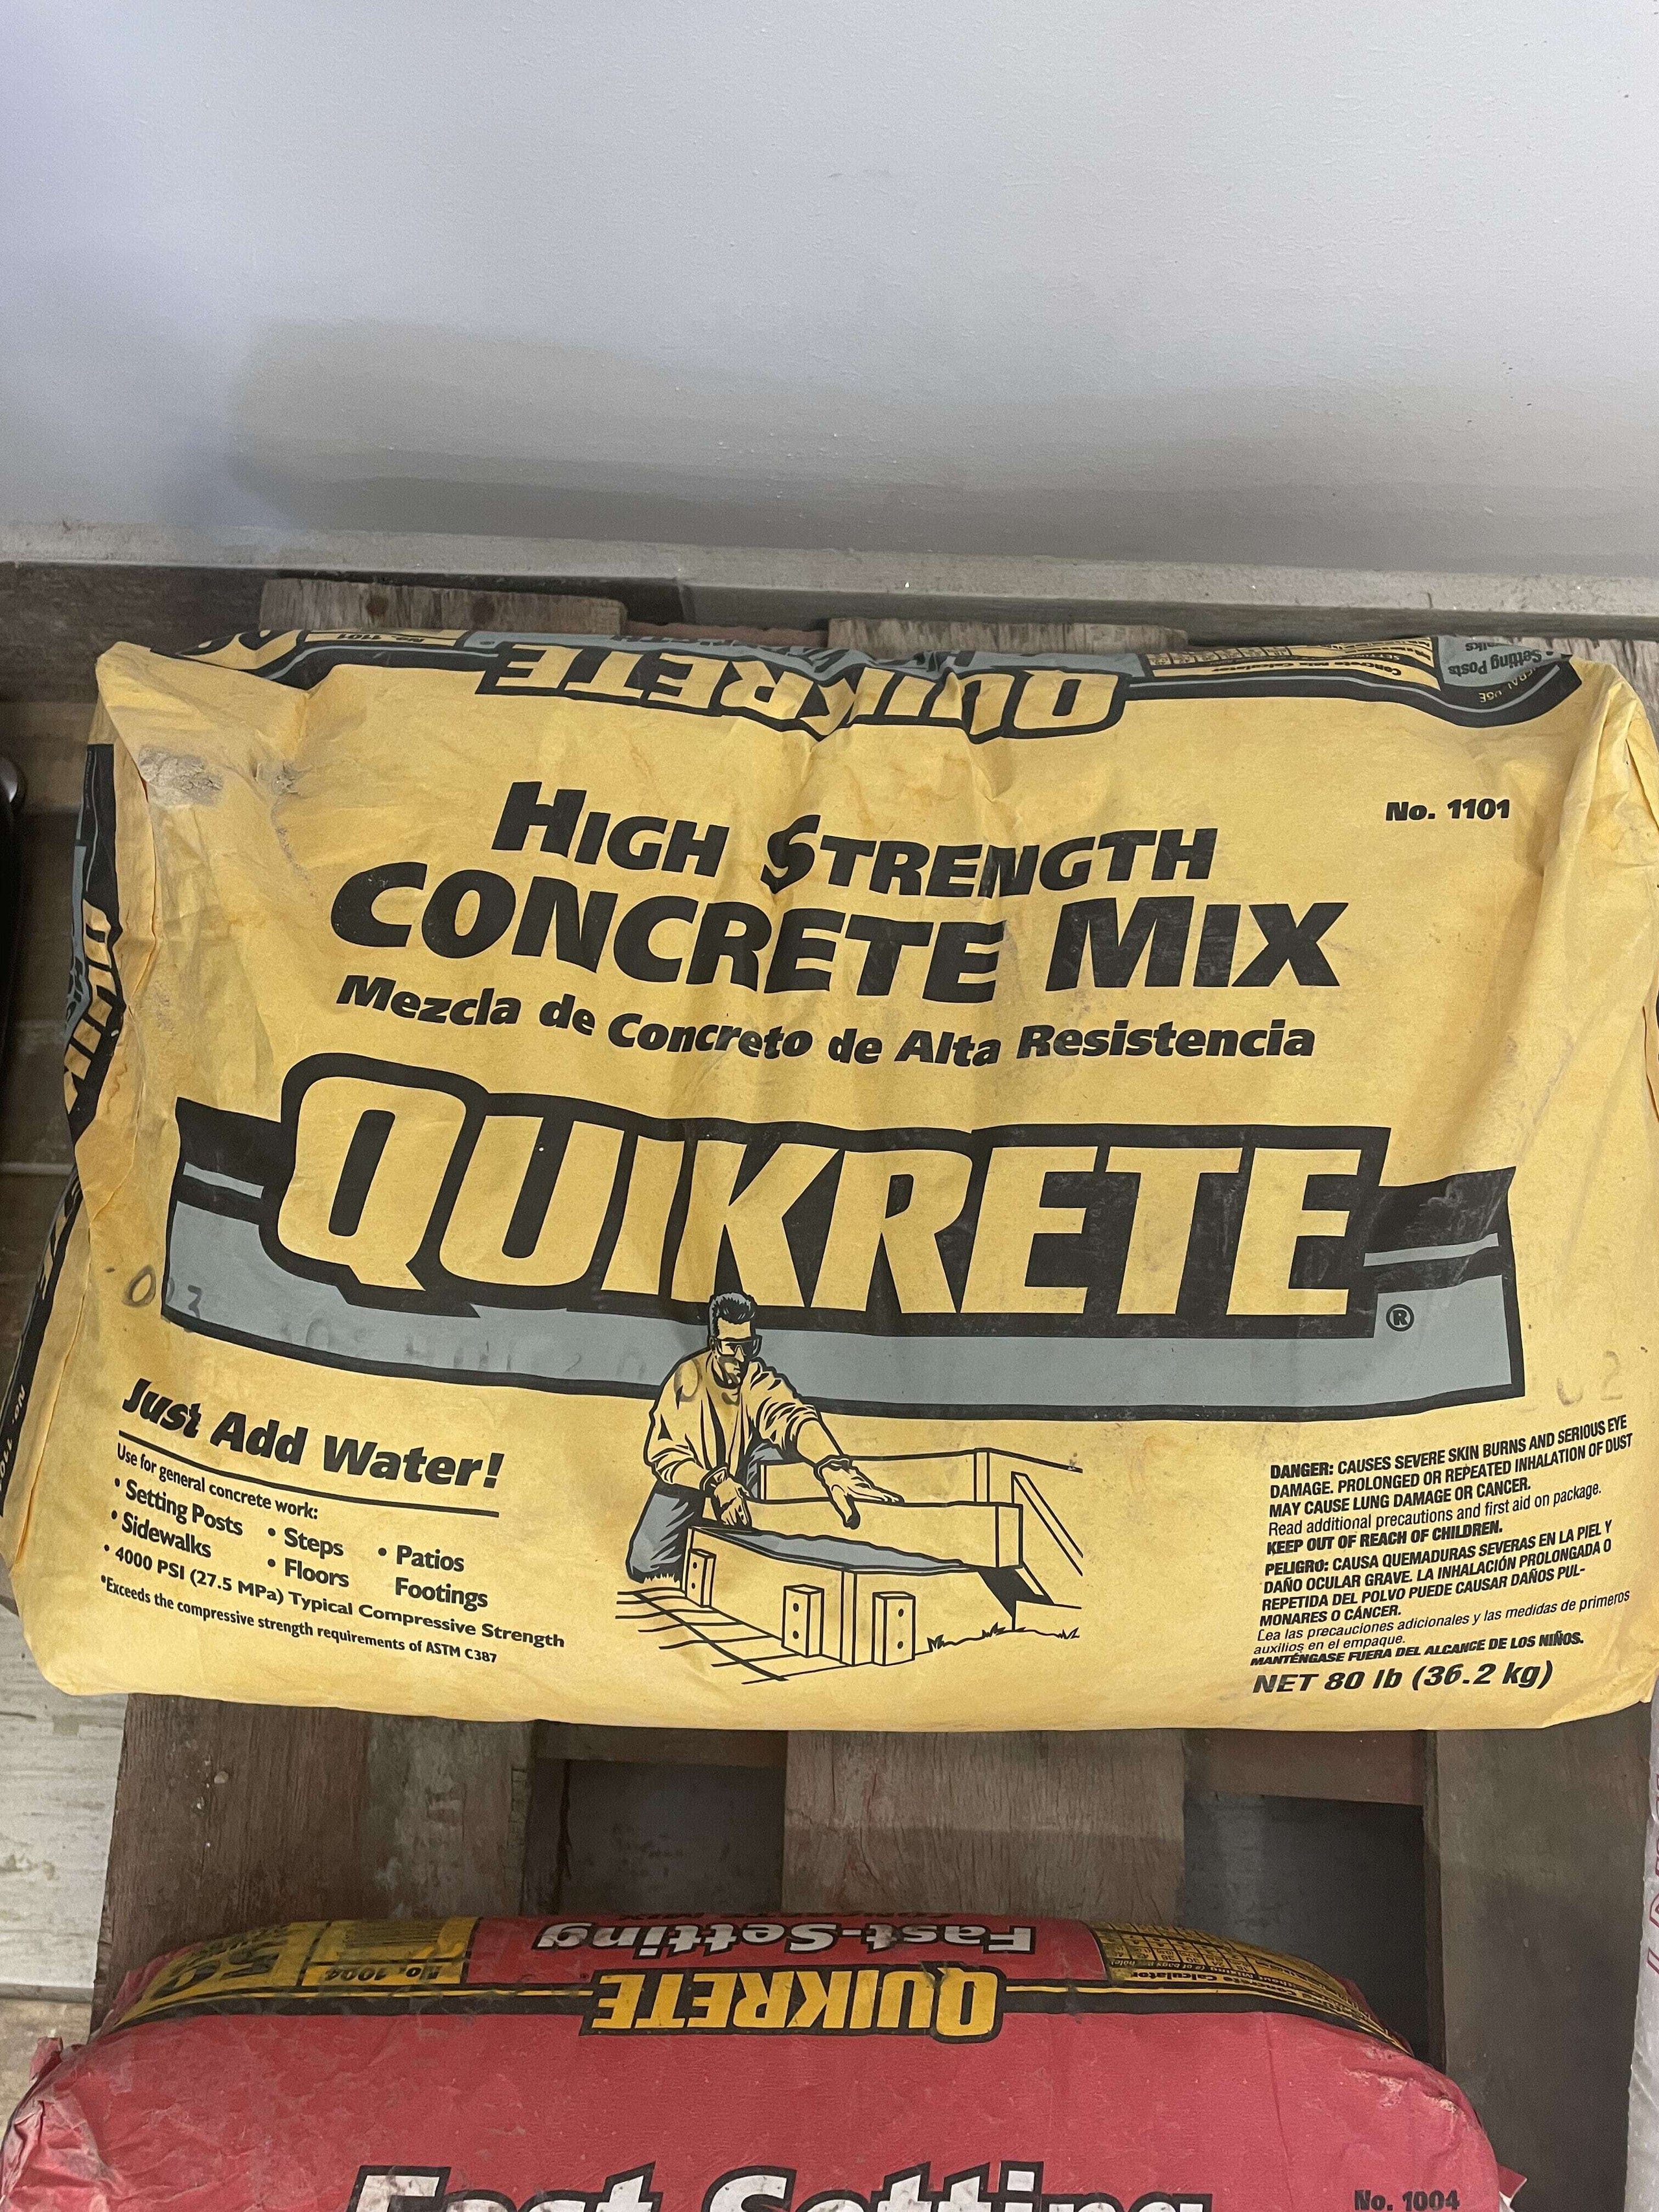 No. 1101
QUIKRETE
Setting Posts
HIGH STRENGTH
No. 1101
CONCRETE MIX
Mezcla de Concreto de Alta Resistencia
QUIKRETE®
Just Add Water!
Use for general concrete work:
• Setting Posts • Steps • Patios
• Sidewalks • Floors Footings
• 4000 PSI (27.5 MPa) Typical Compressive Strength
*Exceeds the compressive strength requirements of ASTM C387
DANGER: CAUSES SEVERE SKIN BURNS AND SERIOUS EYE
DAMAGE. PROLONGED OR REPEATED INHALATION OF DUST
MAY CAUSE LUNG DAMAGE OR CANCER.
Read additional precautions and first aid on package.
KEEP OUT OF REACH OF CHILDREN.
PELIGRO: CAUSA QUEMADURAS SEVERAS EN LA PIEL Y
DAÑO OCULAR GRAVE. LA INHALACIÓN PROLONGADA O
REPETIDA DEL POLVO PUEDE CAUSAR DAÑOS PUL-
MONARES O CÁNCER.
Lea las precauciones adicionales y las medidas de primeros
auxilios en el empaque.
MANTÉNGASE FUERA DEL ALCANCE DE LOS NIÑOS.
NET 80 lb (36.2 kg)
Fast-Setting
No. 1004
50
QUIKRETE
Fast-Setting
No. 1004